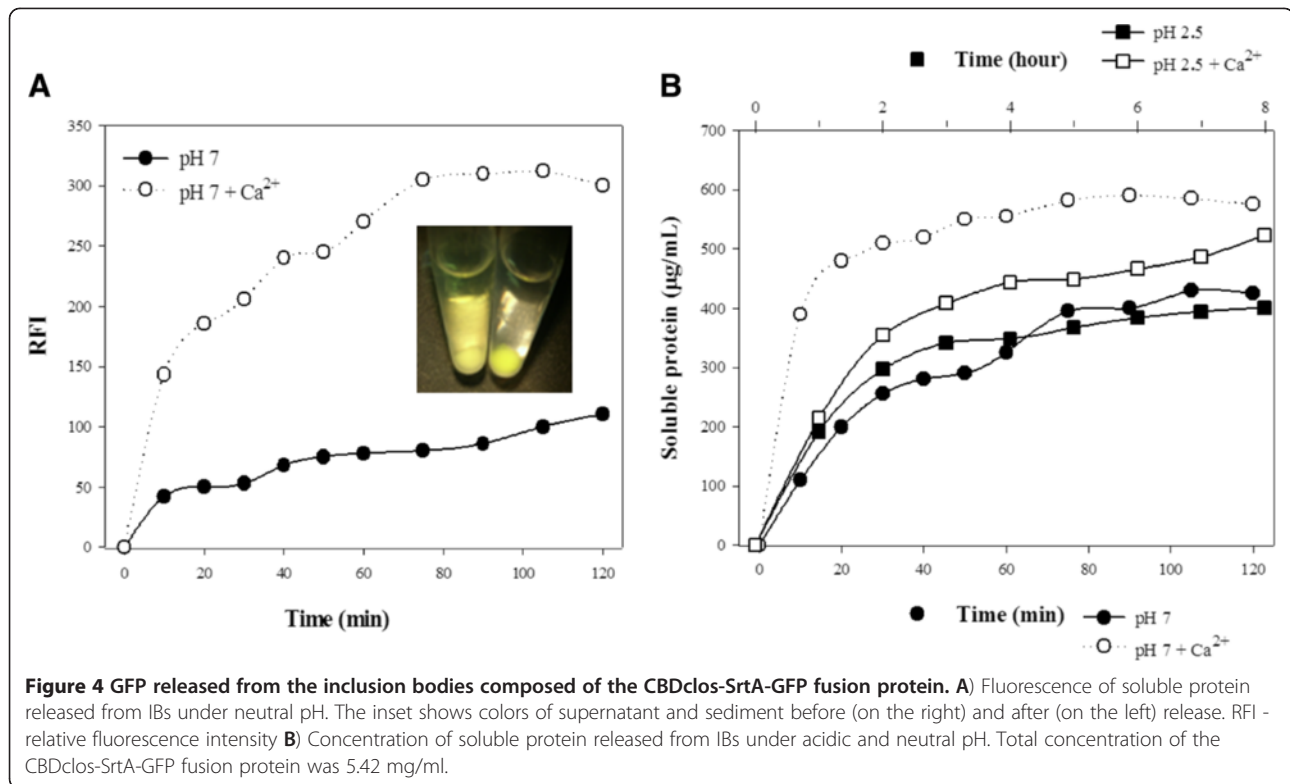 A
350
300
250
200
150
100
50
0
RFI
pH 7
pH 7 + Ca²⁺
0 20 40 60 80 100 120
Time (min)
B
Time (hour)
pH 2.5
pH 2.5 + Ca²⁺
0 2 4 6 8
700
600
500
400
300
200
100
0
Soluble protein (µg/mL)
0 20 40 60 80 100 120
Time (min)
pH 7
pH 7 + Ca²⁺
Figure 4 GFP released from the inclusion bodies composed of the CBDclos-SrtA-GFP fusion protein. A) Fluorescence of soluble protein
released from IBs under neutral pH. The inset shows colors of supernatant and sediment before (on the right) and after (on the left) release. RFI -
relative fluorescence intensity B) Concentration of soluble protein released from IBs under acidic and neutral pH. Total concentration of the
CBDclos-SrtA-GFP fusion protein was 5.42 mg/ml.